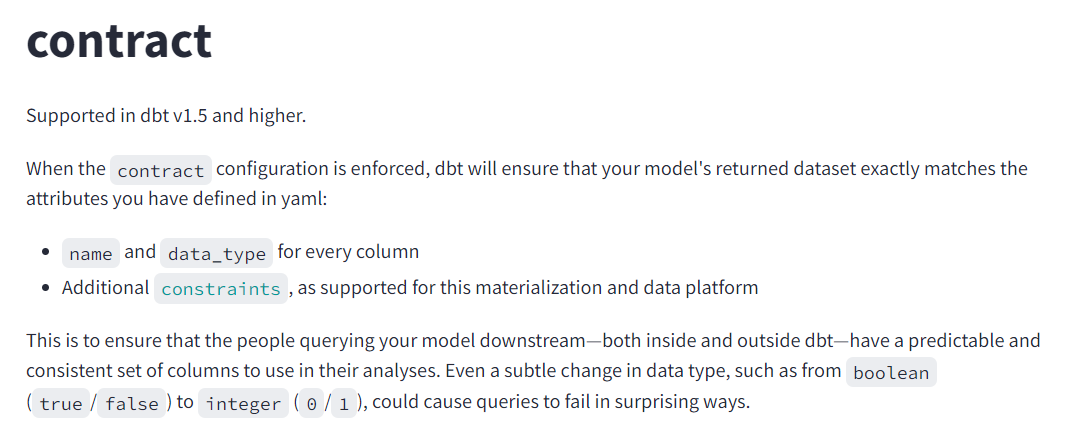 contract
Supported in dbt v1.5 and higher.
When the contract configuration is enforced, dbt will ensure that your model's returned dataset exactly matches the
attributes you have defined in yaml:
• name and data_type for every column
• Additional constraints , as supported for this materialization and data platform
This is to ensure that the people querying your model downstream—both inside and outside dbt—have a predictable and
consistent set of columns to use in their analyses. Even a subtle change in data type, such as from boolean
( true / false ) to integer ( 0 / 1 ), could cause queries to fail in surprising ways.